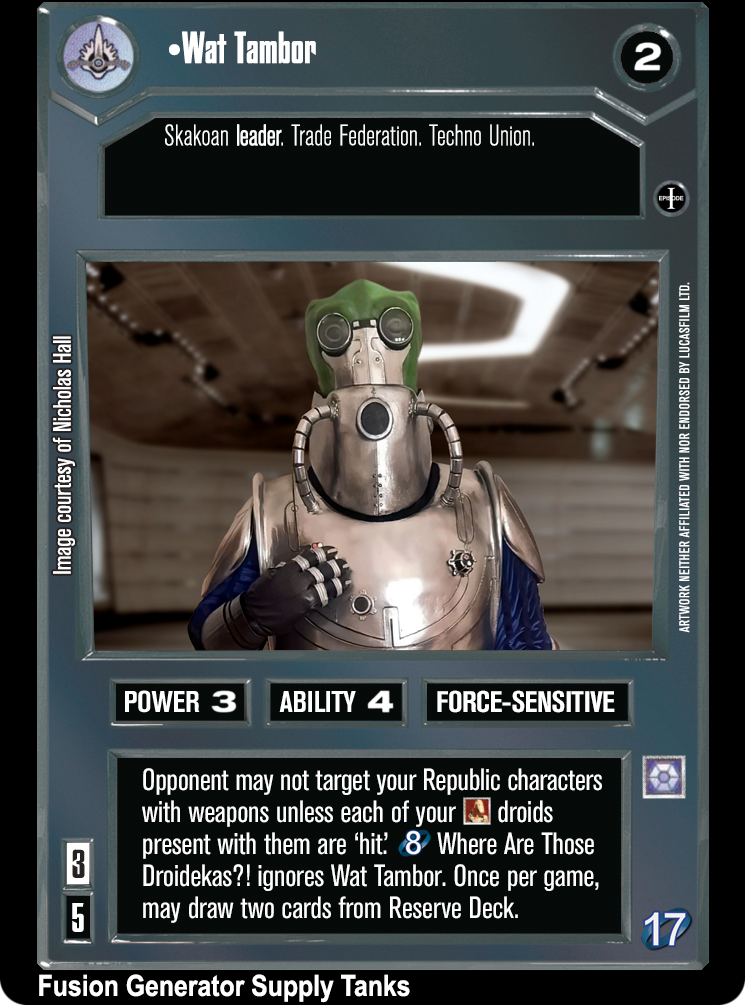 •Wat Tambor
2
Skakoan leader. Trade Federation. Techno Union.
EPISODE I
Image courtesy of Nicholas Hall
ARTWORK NEITHER AFFILIATED WITH NOR ENDORSED BY LUCASFILM LTD.
POWER 3
ABILITY 4
FORCE-SENSITIVE
Opponent may not target your Republic characters
with weapons unless each of your droids
present with them are ‘hit.’ 8 Where Are Those
Droidekas?! ignores Wat Tambor. Once per game,
may draw two cards from Reserve Deck.
3
5
17
Fusion Generator Supply Tanks